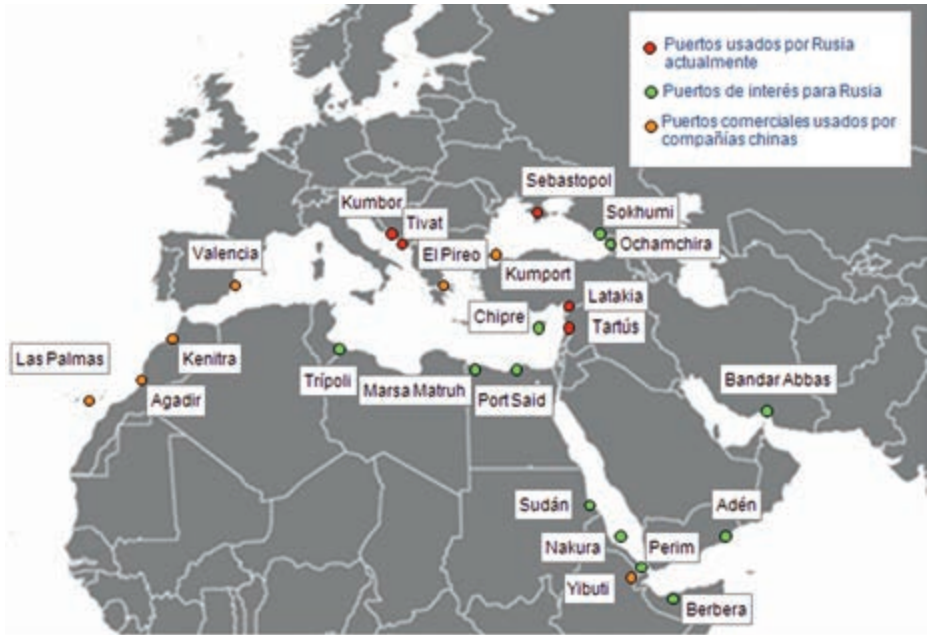 Puertos usados por Rusia
actualmente
Puertos de interés para Rusia
Puertos comerciales usados por
compañías chinas
Sebastopol
Kumbor
Sokhumi
Tivat
Valencia
El Pireo
Ochamchira
Kumport
Latakia
Chipre
Tartús
Las Palmas
Kenitra
Trípoli
Marsa Matruh
Port Said
Bandar Abbas
Agadir
Sudán
Adén
Nakura
Perim
Yibuti
Berbera